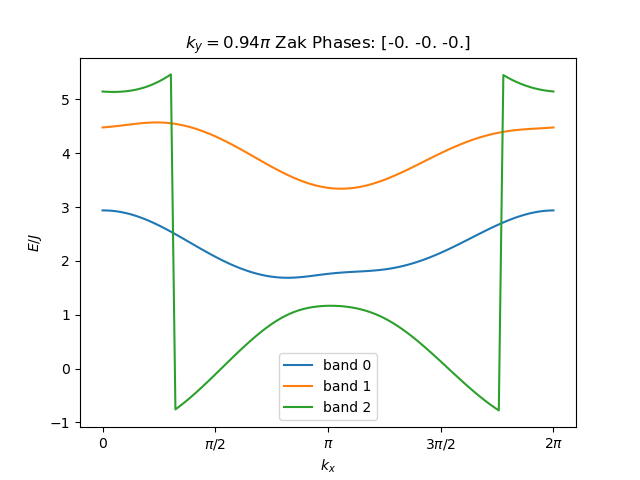 $k_y = 0.94\pi$ Zak Phases: [-0. -0. -0.]
E/J
5
4
3
2
1
0
−1
band 0
band 1
band 2
0
π/2
π
3π/2
2π
$k_x$